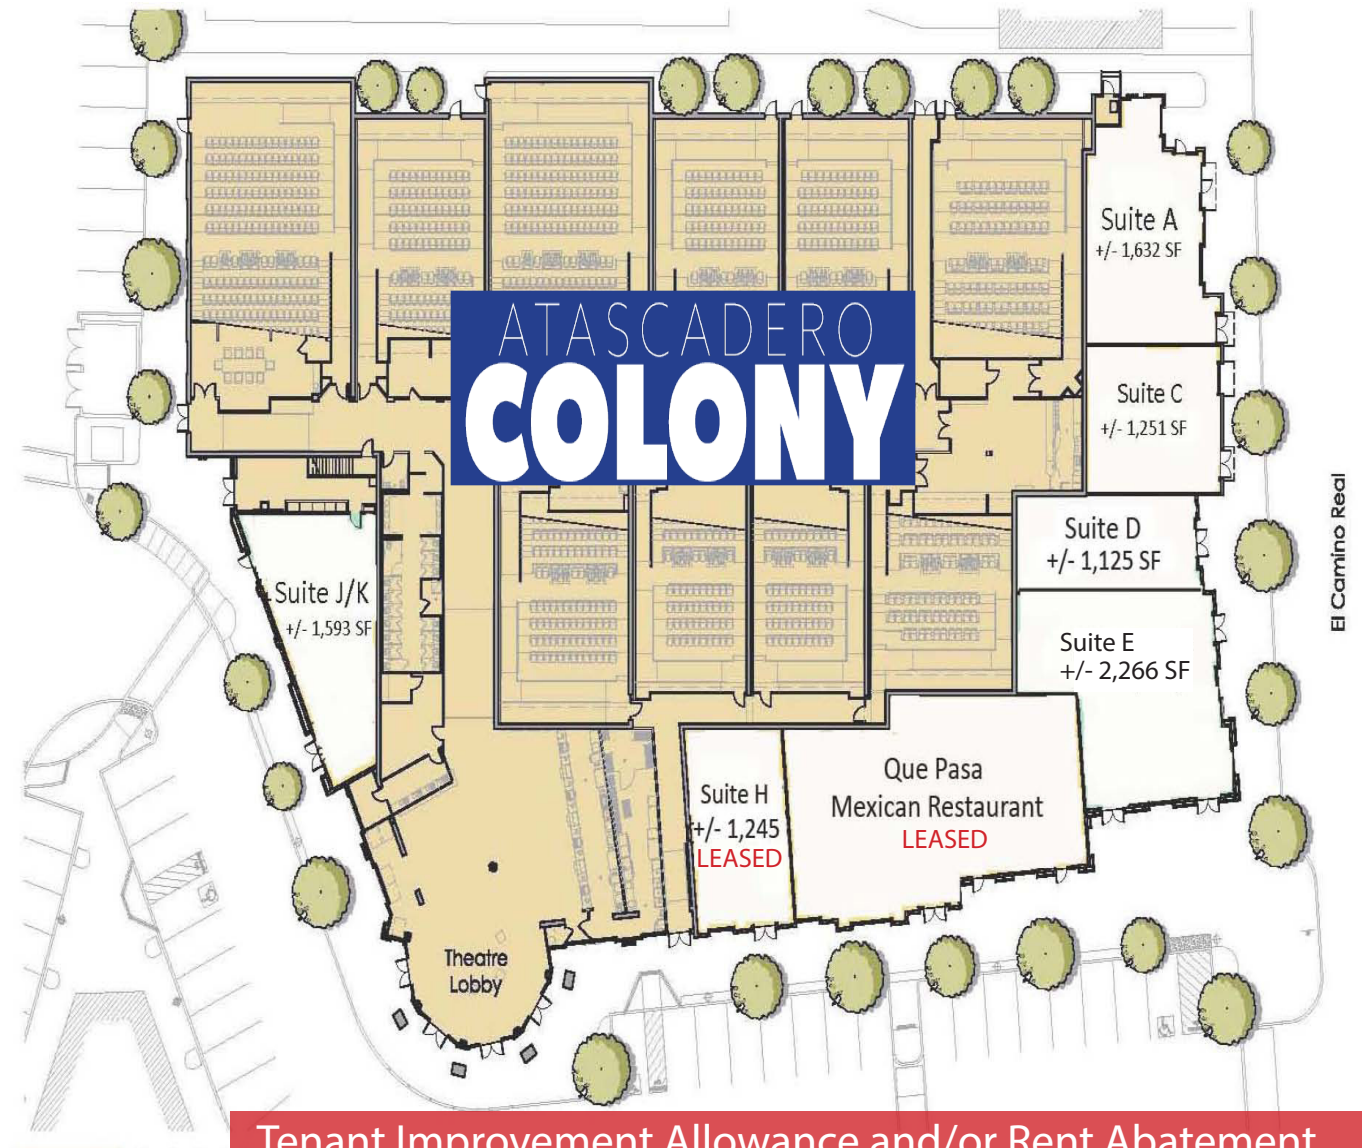 Suite A
+/- 1,632 SF
ATASCADERO
COLONY
Suite C
+/- 1,251 SF
El Camino Real
Suite D
+/- 1,125 SF
Suite J/K
+/- 1,593 SF
Suite E
+/- 2,266 SF
Suite H
+/- 1,245
LEASED
Que Pasa
Mexican Restaurant
LEASED
Theatre
Lobby
Tenant Improvement Allowance and/or Rent Abatement